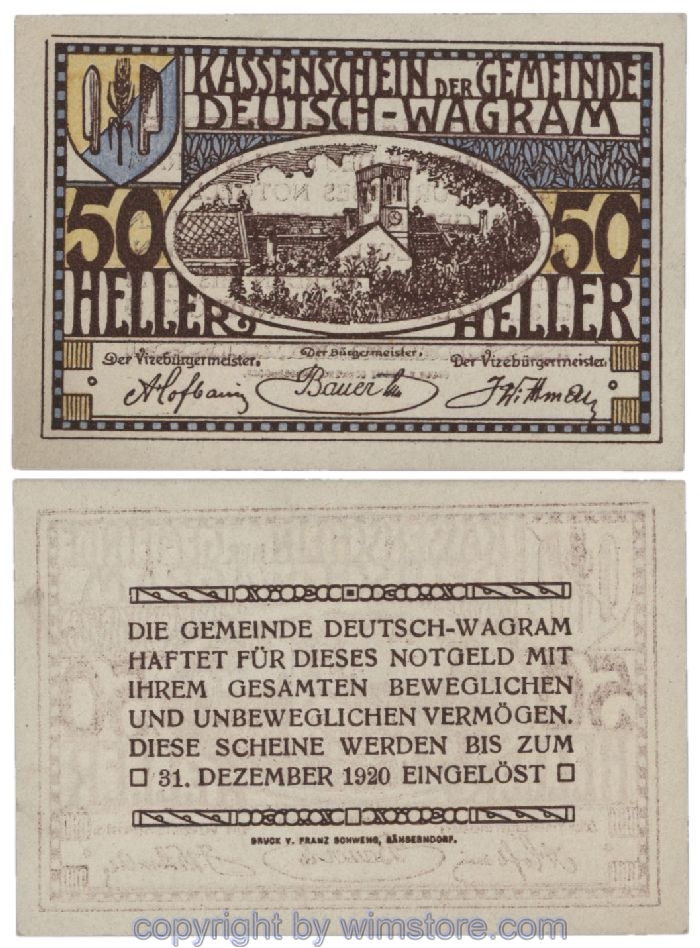 KASSENSCHEIN DER GEMEINDE
DEUTSCH-WAGRAM
50 50
HELLER HELLER
Der Vizebürgermeister. Der Bürgermeister. Der Vizebürgermeister.
Bauer
DIE GEMEINDE DEUTSCH-WAGRAM
HAFTET FÜR DIESES NOTGELD MIT
IHREM GESAMTEN BEWEGLICHEN
UND UNBEWEGLICHEN VERMÖGEN.
DIESE SCHEINE WERDEN BIS ZUM
31. DEZEMBER 1920 EINGELÖST
DRUCK V. FRANZ SCHWENG, GÄNSERNDORF.
copyright by wimstore.com